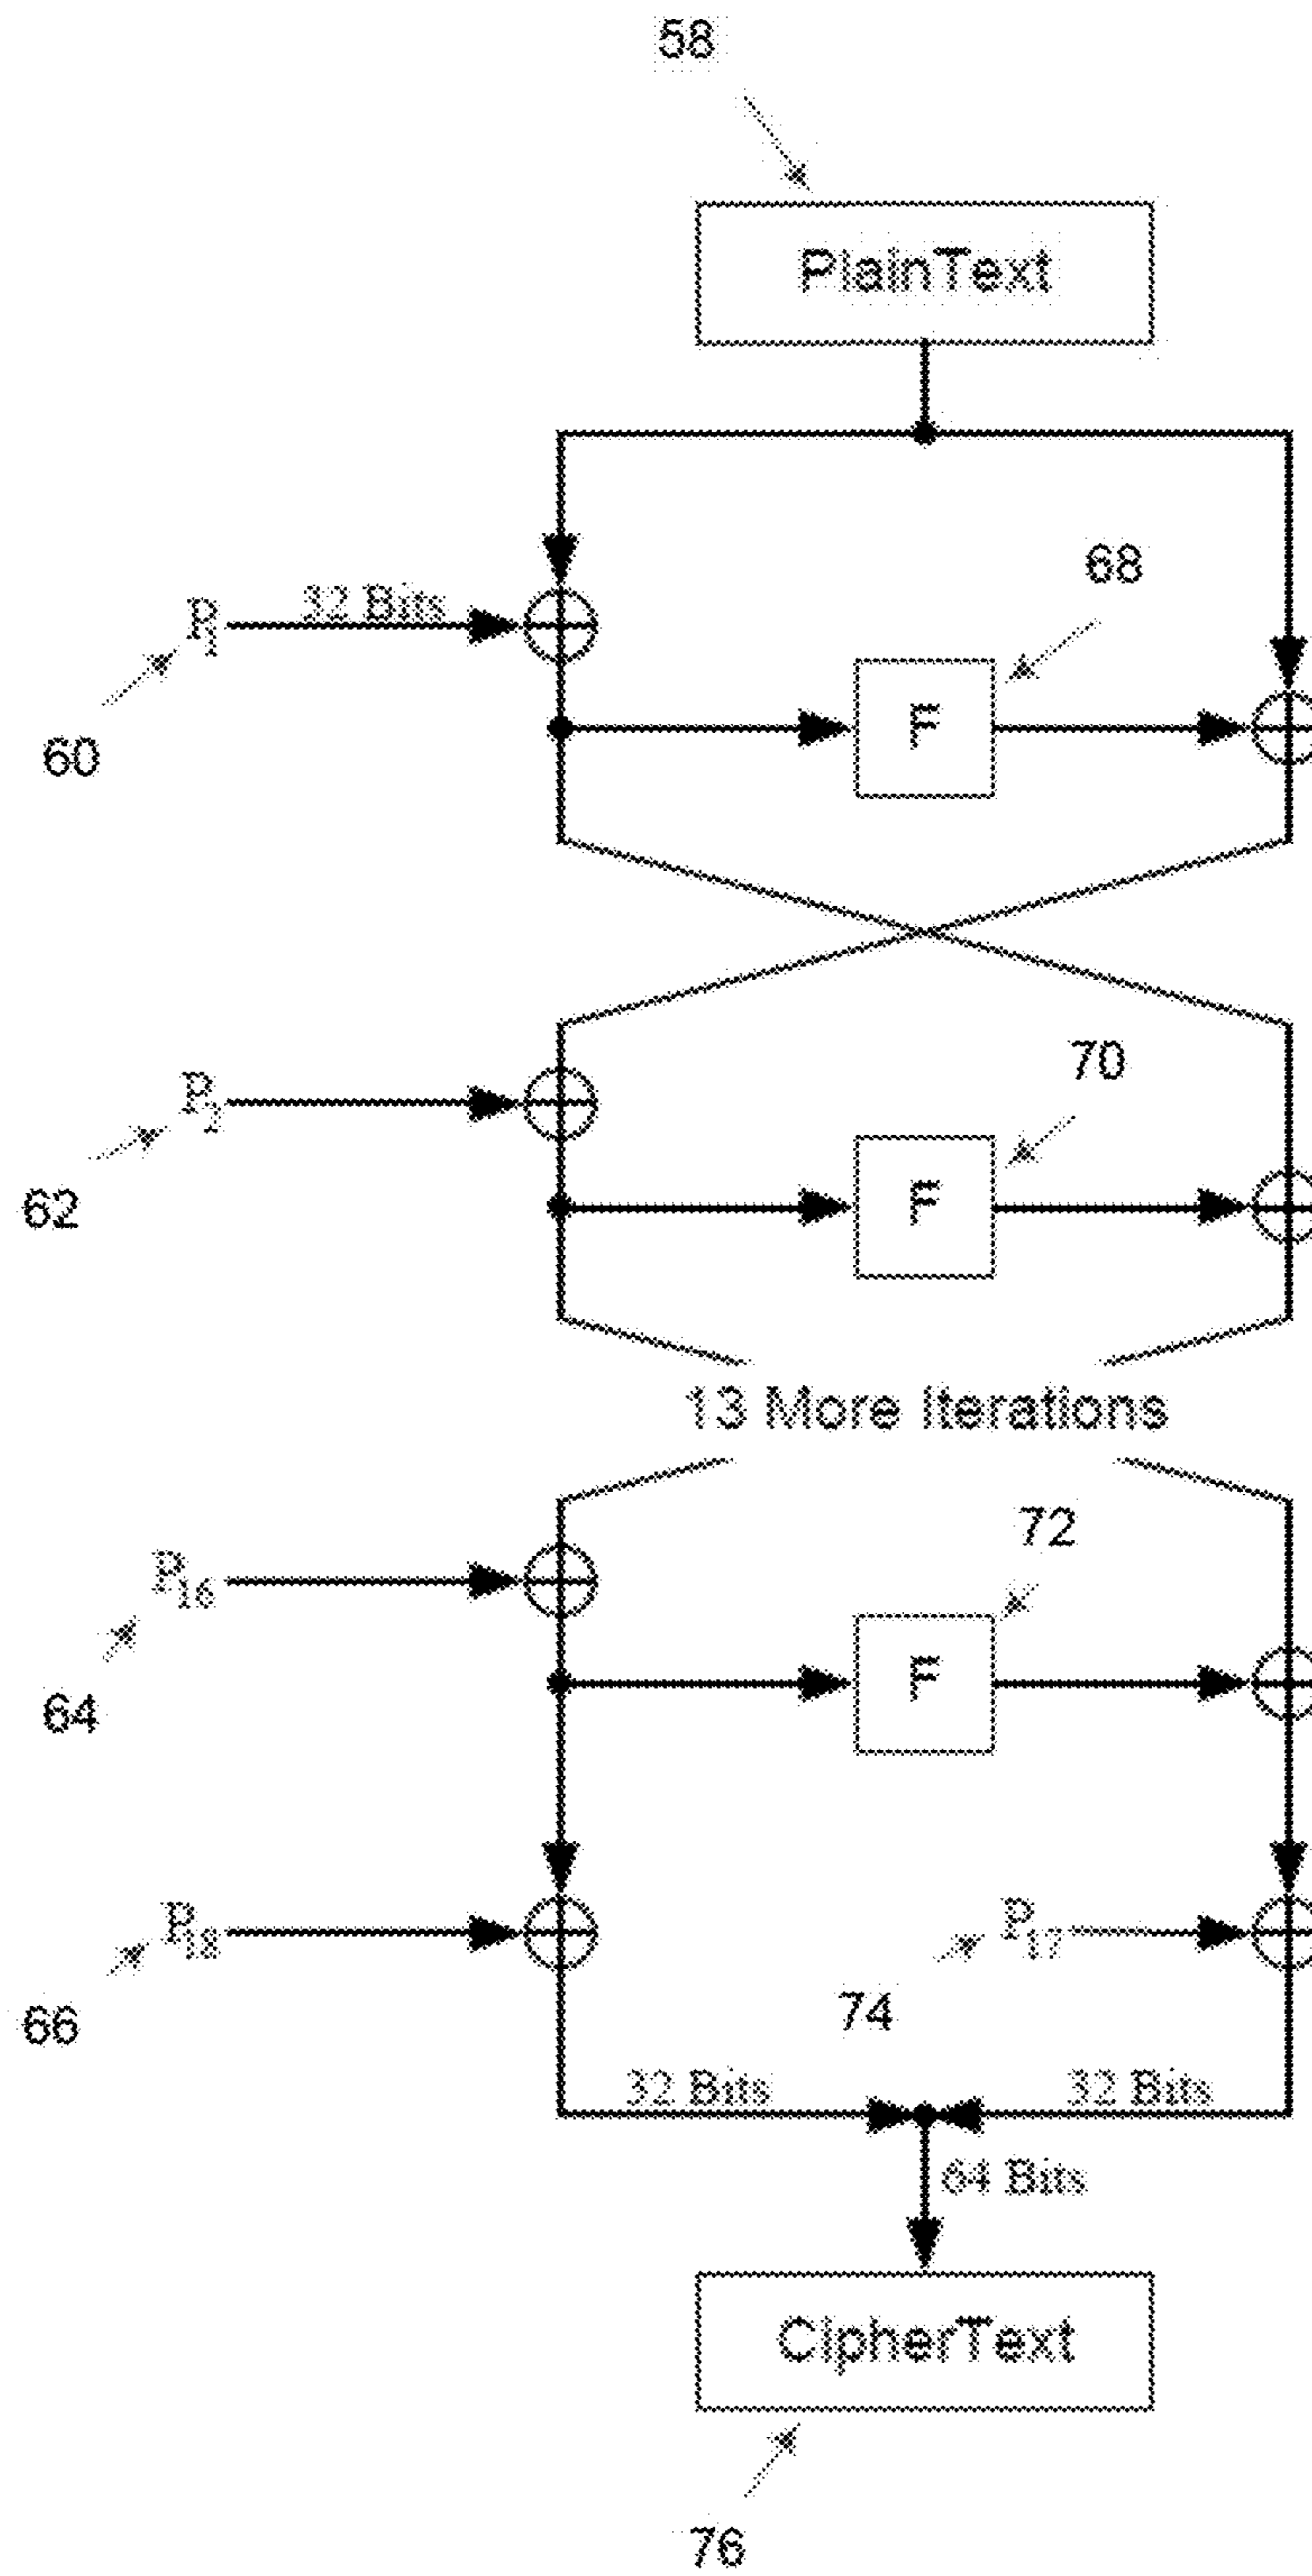 58
PlainText
P1 32 Bits
68
60
F
70
P2
62
F
13 More Iterations
72
P16
F
64
P18
P17
66
74
32 Bits 32 Bits
64 Bits
CipherText
76